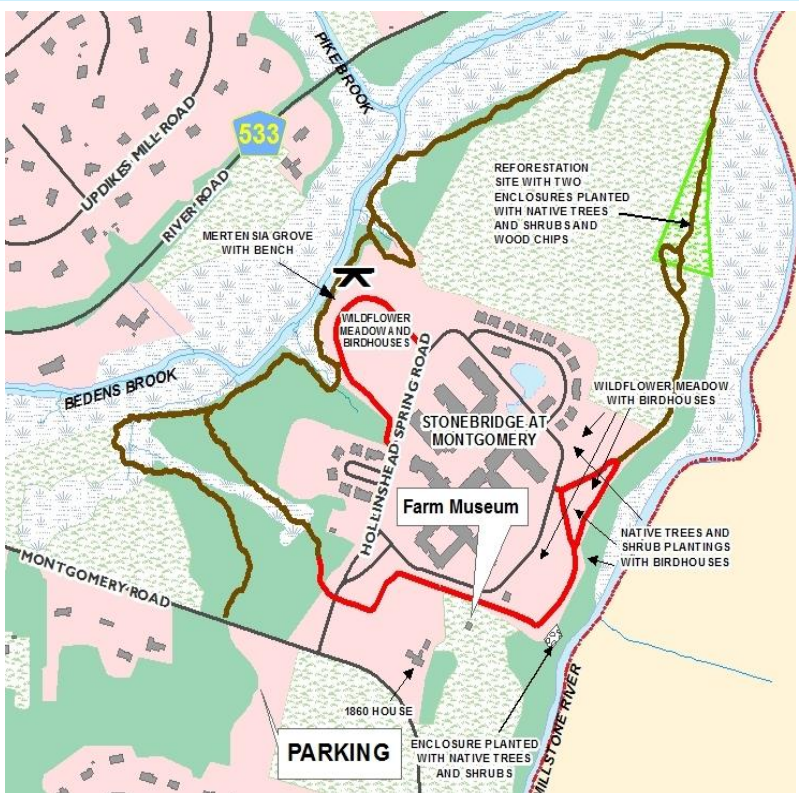 PIKE BROOK
UPDIKES MILL ROAD
533
RIVER ROAD
REFORESTATION
SITE WITH TWO
ENCLOSURES PLANTED
WITH NATIVE TREES
AND SHRUBS AND
WOOD CHIPS
MERTENSIA GROVE
WITH BENCH
WILDFLOWER
MEADOW AND
BIRDHOUSES
BEDENS BROOK
HOLLINSHEAD SPRING ROAD
WILDFLOWER MEADOW
WITH BIRDHOUSES
STONEBRIDGE AT
MONTGOMERY
Farm Museum
NATIVE TREES AND
SHRUB PLANTINGS
WITH BIRDHOUSES
MONTGOMERY ROAD
1860 HOUSE
PARKING
ENCLOSURE PLANTED
WITH NATIVE TREES
AND SHRUBS
MILLSTONE RIVER